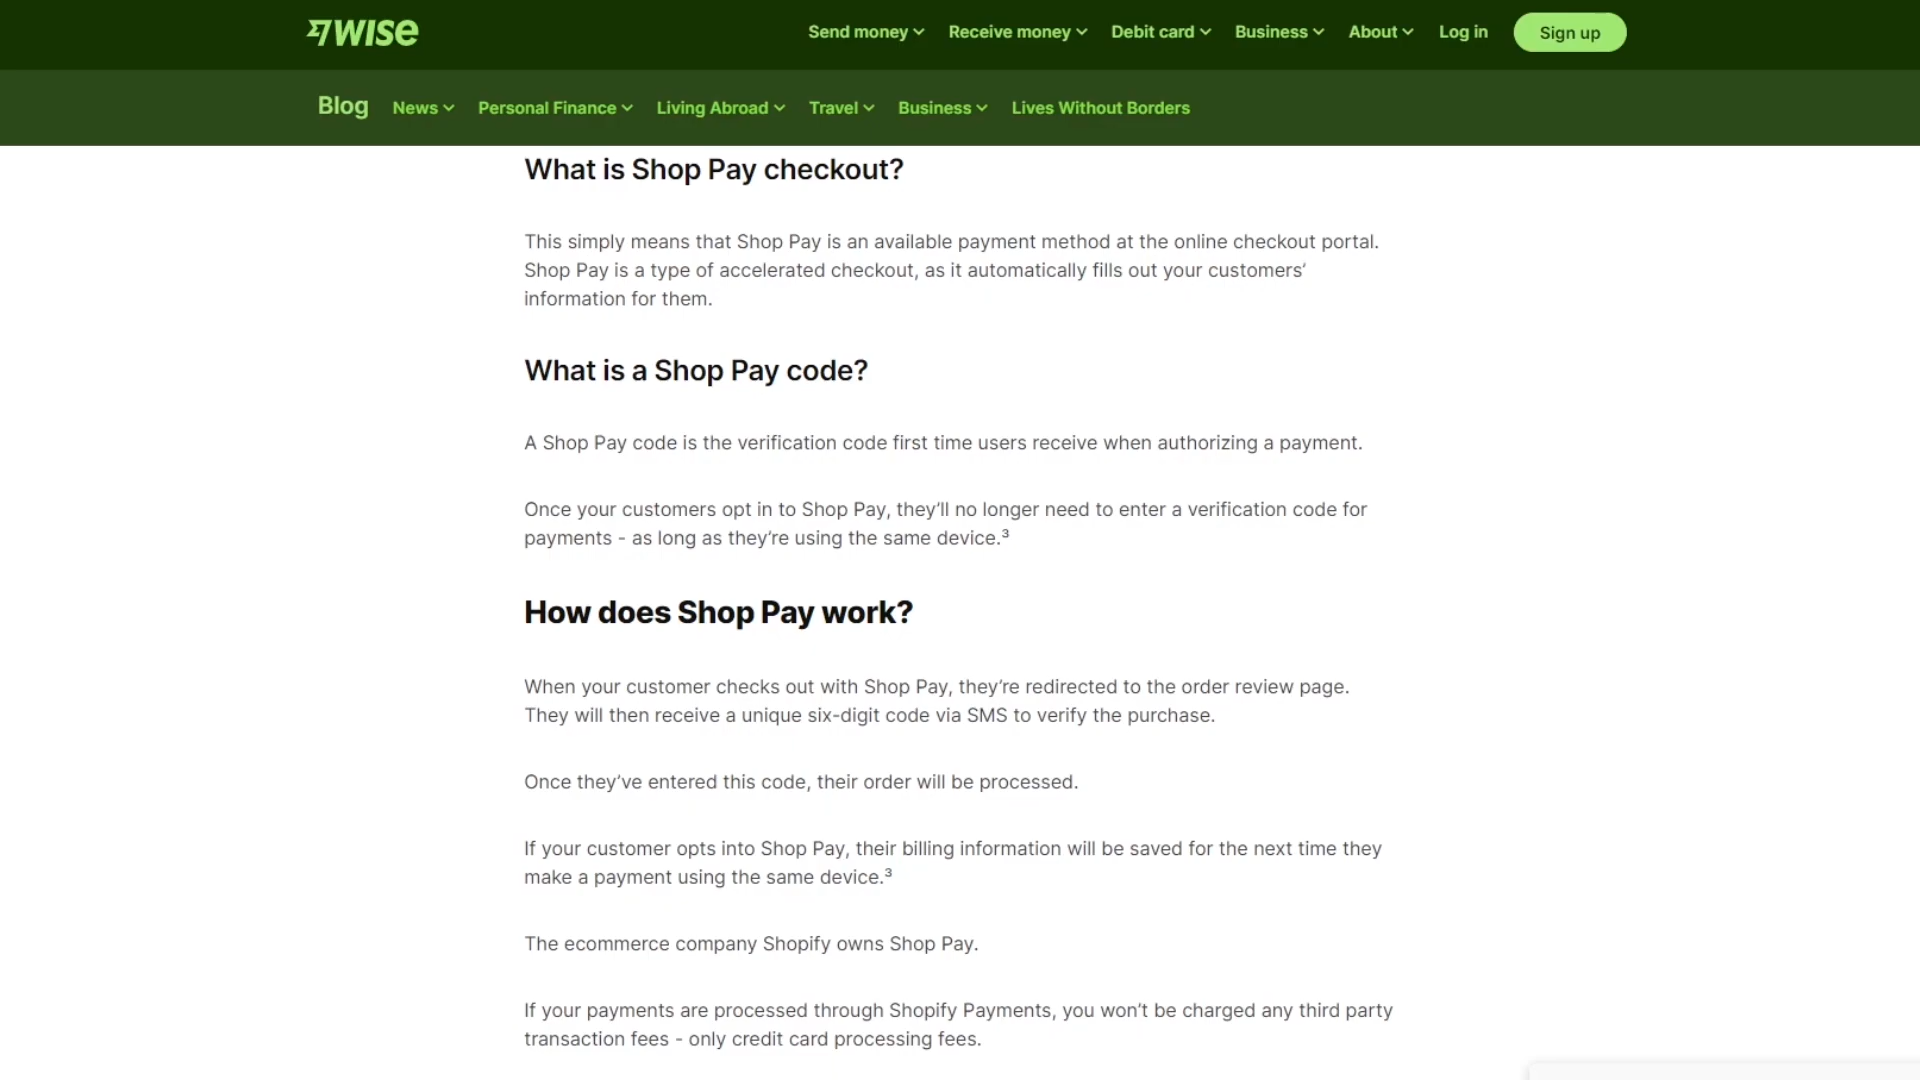 WISE
Send money
Receive money
Debit card
Business
About
Log in
Sign up
Blog
News
Personal Finance
Living Abroad
Travel
Business
Lives Without Borders
What is Shop Pay checkout?
This simply means that Shop Pay is an available payment method at the online checkout portal.
Shop Pay is a type of accelerated checkout, as it automatically fills out your customers’
information for them.
What is a Shop Pay code?
A Shop Pay code is the verification code first time users receive when authorizing a payment.
Once your customers opt in to Shop Pay, they’ll no longer need to enter a verification code for
payments - as long as they’re using the same device.³
How does Shop Pay work?
When your customer checks out with Shop Pay, they’re redirected to the order review page.
They will then receive a unique six-digit code via SMS to verify the purchase.
Once they’ve entered this code, their order will be processed.
If your customer opts into Shop Pay, their billing information will be saved for the next time they
make a payment using the same device.³
The ecommerce company Shopify owns Shop Pay.
If your payments are processed through Shopify Payments, you won’t be charged any third party
transaction fees - only credit card processing fees.